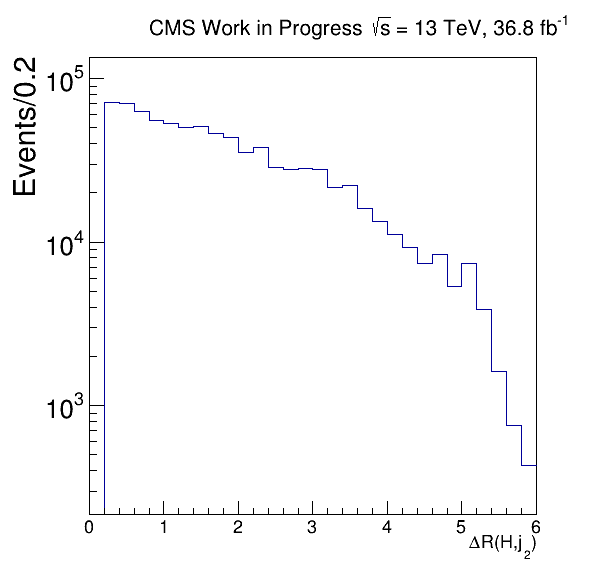 CMS Work in Progress √s = 13 TeV, 36.8 fb⁻¹
Events/0.2
10⁵
10⁴
10³
0 1 2 3 4 5 6
ΔR(H,j₂)